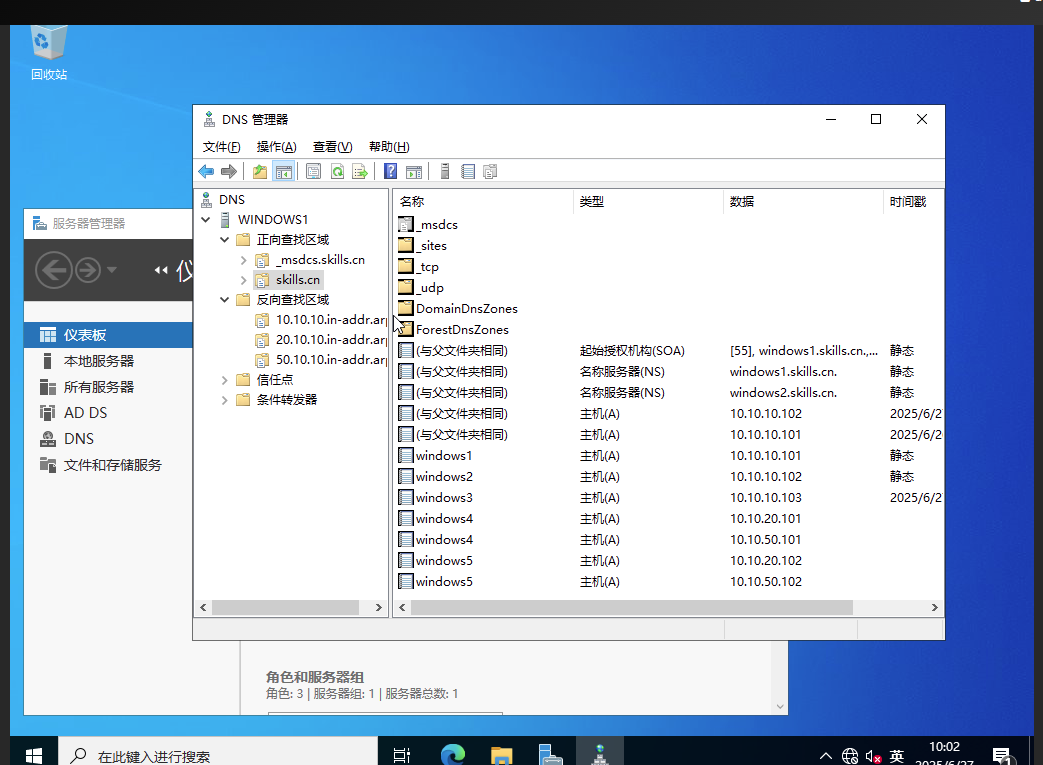 回收站
DNS 管理器
文件(F) 操作(A) 查看(V) 帮助(H)
DNS
WINDOWS1
正向查找区域
_msdcs.skills.cn
skills.cn
反向查找区域
10.10.10.in-addr.arp
20.10.10.in-addr.arp
50.10.10.in-addr.arp
信任点
条件转发器
名称 类型 数据 时间戳
_msdcs
_sites
_tcp
_udp
DomainDnsZones
ForestDnsZones
(与父文件夹相同) 起始授权机构(SOA) [55], windows1.skills.cn.,... 静态
(与父文件夹相同) 名称服务器(NS) windows1.skills.cn. 静态
(与父文件夹相同) 名称服务器(NS) windows2.skills.cn. 静态
(与父文件夹相同) 主机(A) 10.10.10.102 2025/6/2
(与父文件夹相同) 主机(A) 10.10.10.101 2025/6/2
windows1 主机(A) 10.10.10.101 静态
windows2 主机(A) 10.10.10.102 静态
windows3 主机(A) 10.10.10.103 2025/6/2
windows4 主机(A) 10.10.20.101
windows4 主机(A) 10.10.50.101
windows5 主机(A) 10.10.20.102
windows5 主机(A) 10.10.50.102
服务器管理器
仪
仪表板
本地服务器
所有服务器
AD DS
DNS
文件和存储服务
角色和服务器组
角色: 3 | 服务器组: 1 | 服务器总数: 1
在此键入进行搜索
英
10:02
2025/6/27
1